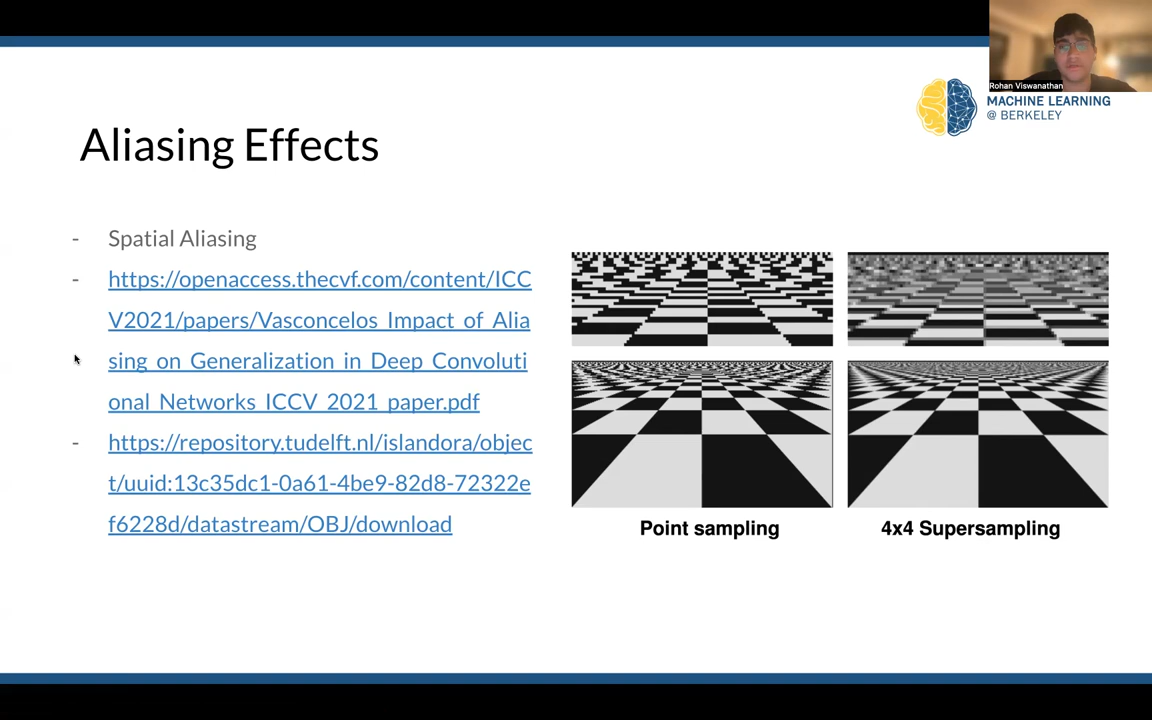 Rohan Viswanathan
MACHINE LEARNING
@ BERKELEY
Aliasing Effects
- Spatial Aliasing
- https://openaccess.thecvf.com/content/ICC
V2021/papers/Vasconcelos_Impact_of_Alia
sing_on_Generalization_in_Deep_Convoluti
onal_Networks_ICCV_2021_paper.pdf
- https://repository.tudelft.nl/islandora/objec
t/uuid:13c35dc1-0a61-4be9-82d8-72322e
f6228d/datastream/OBJ/download
Point sampling
4x4 Supersampling